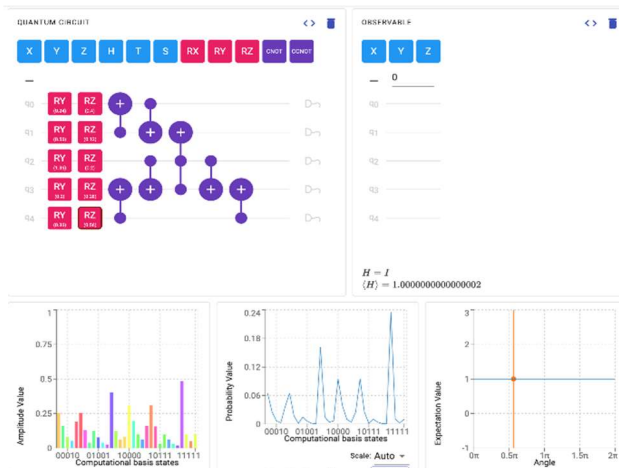 QUANTUM CIRCUIT
<>
X Y Z H T S RX RY RZ CNOT CCNOT
q0 RY RZ
q1 RY RZ
q2 RY RZ
q3 RY RZ
q4 RY RZ
OBSERVABLE
<>
X Y Z
0
q0
q1
q2
q3
q4
H = I
⟨H⟩ = 1.0000000000000002
1
0.75
0.5
0.25
0
Amplitude Value
00010 01001 10000 10111 11111
Computational basis states
0.24
0.18
0.12
0.06
0
Probability Value
00010 01001 10000 10111 11111
Computational basis states
Scale: Auto
3
2
1
0
-1
Expectation Value
0π 0.5π 1π 1.5π 2π
Angle